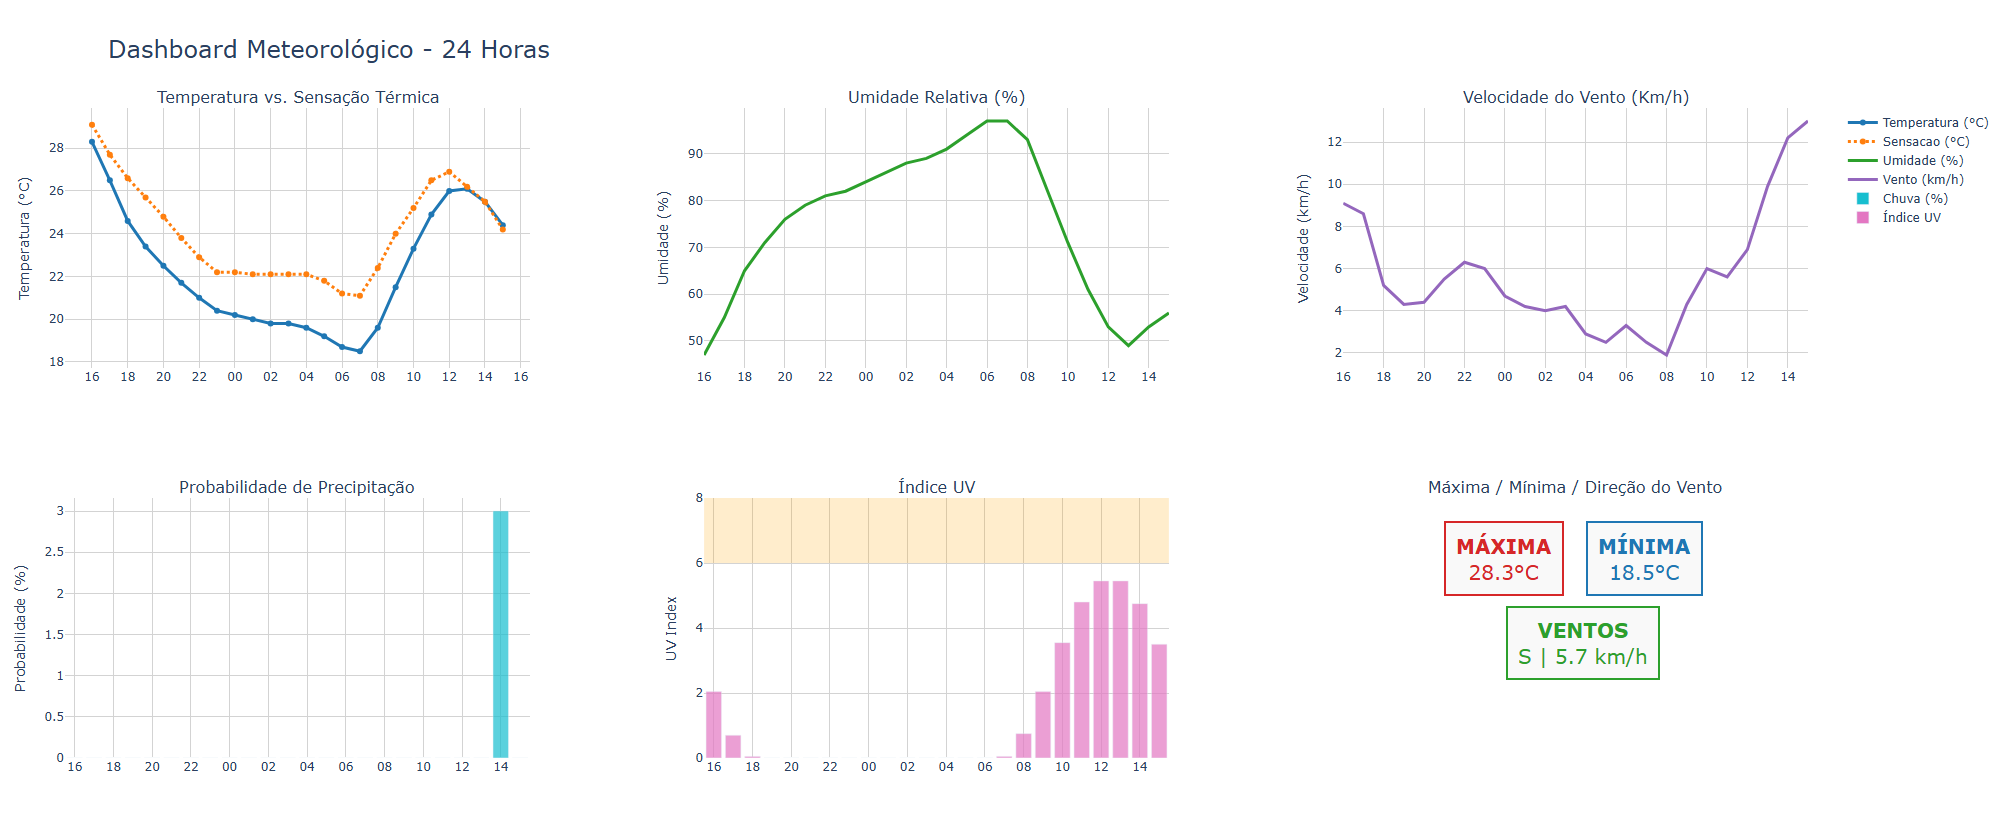 Dashboard Meteorológico - 24 Horas
Temperatura vs. Sensação Térmica
Temperatura (°C)
28
26
24
22
20
18
16 18 20 22 00 02 04 06 08 10 12 14 16
Umidade Relativa (%)
Umidade (%)
90
80
70
60
50
16 18 20 22 00 02 04 06 08 10 12 14
Velocidade do Vento (Km/h)
Velocidade (km/h)
12
10
8
6
4
2
16 18 20 22 00 02 04 06 08 10 12 14
Temperatura (°C)
Sensacao (°C)
Umidade (%)
Vento (km/h)
Chuva (%)
Índice UV
Probabilidade de Precipitação
Probabilidade (%)
3
2.5
2
1.5
1
0.5
0
16 18 20 22 00 02 04 06 08 10 12 14
Índice UV
UV Index
8
6
4
2
0
16 18 20 22 00 02 04 06 08 10 12 14
Máxima / Mínima / Direção do Vento
MÁXIMA
28.3°C
MÍNIMA
18.5°C
VENTOS
S | 5.7 km/h